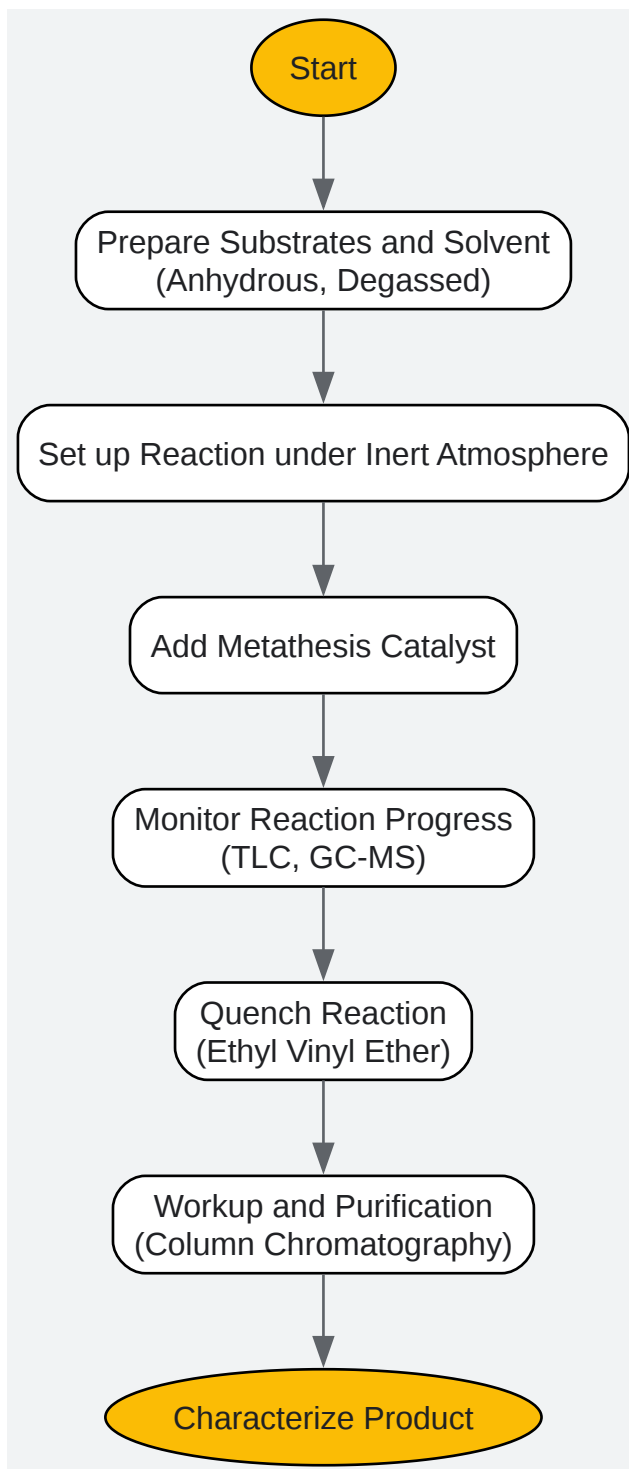 Start
Prepare Substrates and Solvent
(Anhydrous, Degassed)
Set up Reaction under Inert Atmosphere
Add Metathesis Catalyst
Monitor Reaction Progress
(TLC, GC-MS)
Quench Reaction
(Ethyl Vinyl Ether)
Workup and Purification
(Column Chromatography)
Characterize Product